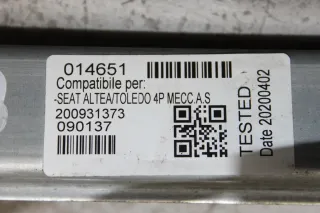 014651
Compatibile per:
-SEAT ALTEA/TOLEDO 4P MECC.A.S
200931373
090137
TESTED
Date 20200402